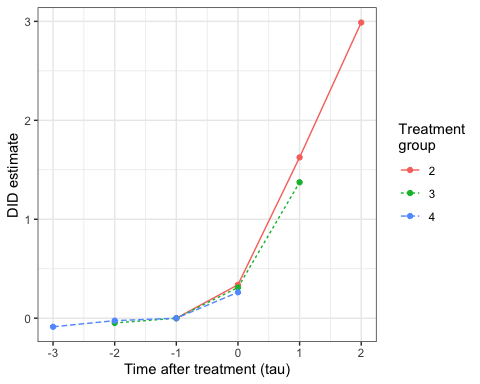 3
2
1
0
DID estimate
-3 -2 -1 0 1 2
Time after treatment (tau)
Treatment
group
2
3
4